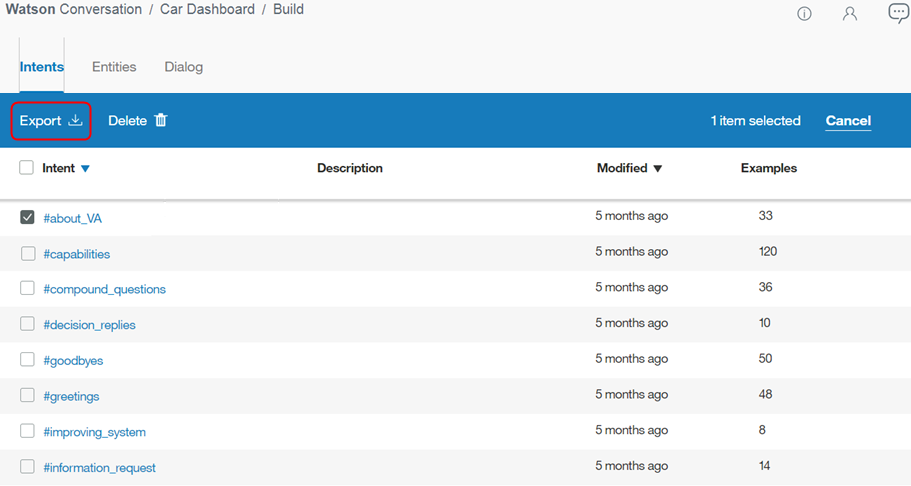 Watson Conversation / Car Dashboard / Build
Intents Entities Dialog
Export Delete 1 item selected Cancel
Intent Description Modified Examples
#about_VA 5 months ago 33
#capabilities 5 months ago 120
#compound_questions 5 months ago 36
#decision_replies 5 months ago 10
#goodbyes 5 months ago 50
#greetings 5 months ago 48
#improving_system 5 months ago 8
#information_request 5 months ago 14